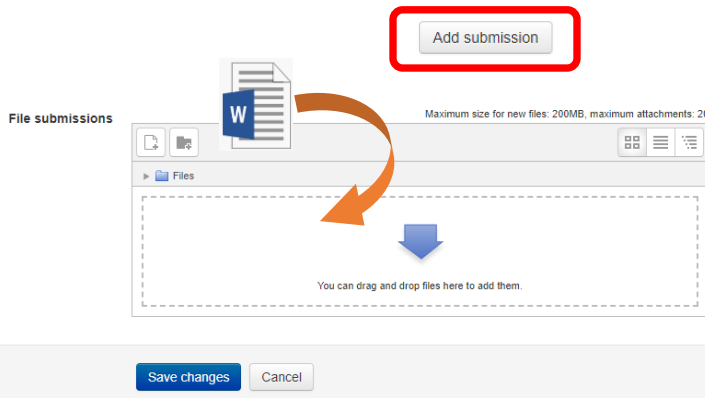 Add submission
W
File submissions
Maximum size for new files: 200MB, maximum attachments: 20
Files
You can drag and drop files here to add them.
Save changes
Cancel